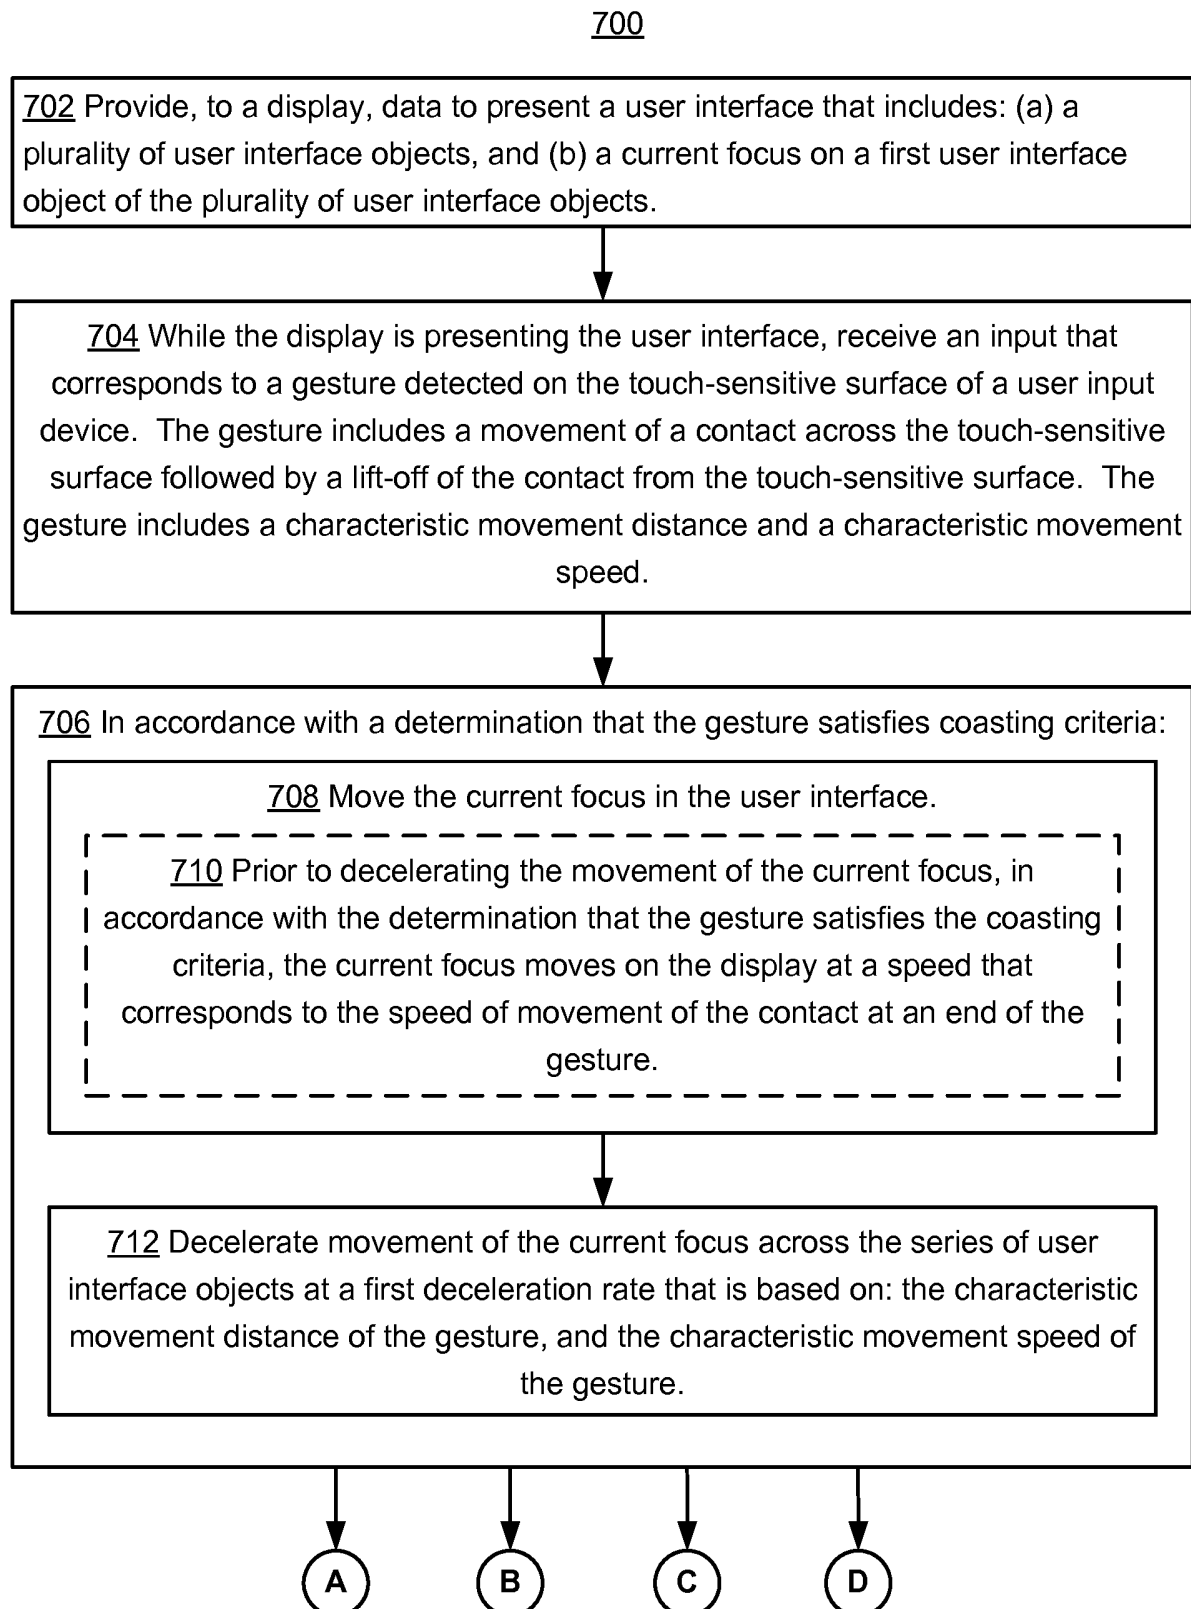 700
702 Provide, to a display, data to present a user interface that includes: (a) a
plurality of user interface objects, and (b) a current focus on a first user interface
object of the plurality of user interface objects.
704 While the display is presenting the user interface, receive an input that
corresponds to a gesture detected on the touch-sensitive surface of a user input
device.  The gesture includes a movement of a contact across the touch-sensitive
surface followed by a lift-off of the contact from the touch-sensitive surface.  The
gesture includes a characteristic movement distance and a characteristic movement
speed.
706 In accordance with a determination that the gesture satisfies coasting criteria:
708 Move the current focus in the user interface.
710 Prior to decelerating the movement of the current focus, in
accordance with the determination that the gesture satisfies the coasting
criteria, the current focus moves on the display at a speed that
corresponds to the speed of movement of the contact at an end of the
gesture.
712 Decelerate movement of the current focus across the series of user
interface objects at a first deceleration rate that is based on: the characteristic
movement distance of the gesture, and the characteristic movement speed of
the gesture.
A B C D